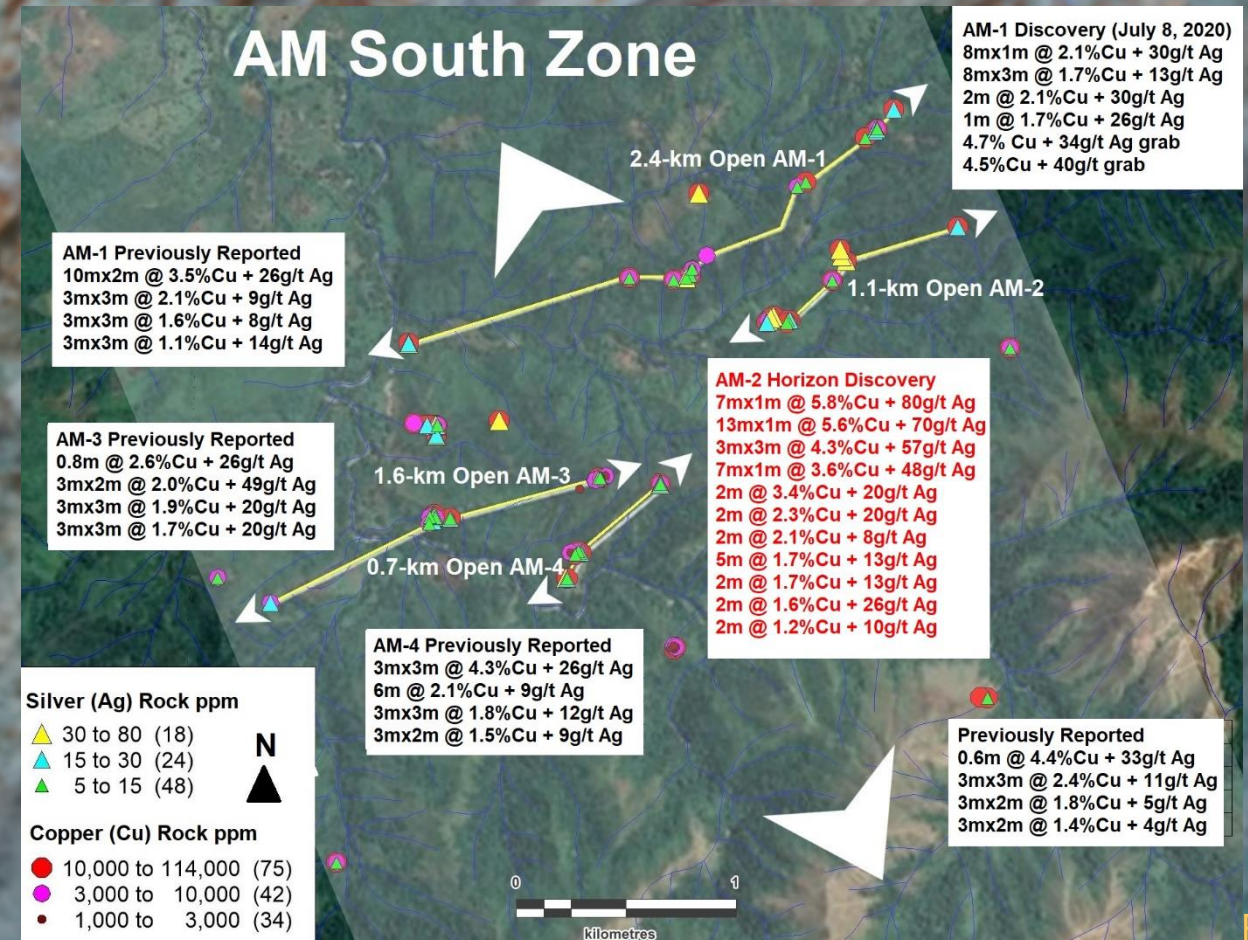 AM South Zone
AM-1 Discovery (July 8, 2020)
8mx1m @ 2.1%Cu + 30g/t Ag
8mx3m @ 1.7%Cu + 13g/t Ag
2m @ 2.1%Cu + 30g/t Ag
1m @ 1.7%Cu + 26g/t Ag
4.7% Cu + 34g/t Ag grab
4.5%Cu + 40g/t grab
2.4-km Open AM-1
AM-1 Previously Reported
10mx2m @ 3.5%Cu + 26g/t Ag
3mx3m @ 2.1%Cu + 9g/t Ag
3mx3m @ 1.6%Cu + 8g/t Ag
3mx3m @ 1.1%Cu + 14g/t Ag
1.1-km Open AM-2
AM-2 Horizon Discovery
7mx1m @ 5.8%Cu + 80g/t Ag
13mx1m @ 5.6%Cu + 70g/t Ag
3mx3m @ 4.3%Cu + 57g/t Ag
7mx1m @ 3.6%Cu + 48g/t Ag
2m @ 3.4%Cu + 20g/t Ag
2m @ 2.3%Cu + 20g/t Ag
2m @ 2.1%Cu + 8g/t Ag
5m @ 1.7%Cu + 13g/t Ag
2m @ 1.7%Cu + 13g/t Ag
2m @ 1.6%Cu + 26g/t Ag
2m @ 1.2%Cu + 10g/t Ag
AM-3 Previously Reported
0.8m @ 2.6%Cu + 26g/t Ag
3mx2m @ 2.0%Cu + 49g/t Ag
3mx3m @ 1.9%Cu + 20g/t Ag
3mx3m @ 1.7%Cu + 20g/t Ag
1.6-km Open AM-3
0.7-km Open AM-4
AM-4 Previously Reported
3mx3m @ 4.3%Cu + 26g/t Ag
6m @ 2.1%Cu + 9g/t Ag
3mx3m @ 1.8%Cu + 12g/t Ag
3mx2m @ 1.5%Cu + 9g/t Ag
Previously Reported
0.6m @ 4.4%Cu + 33g/t Ag
3mx3m @ 2.4%Cu + 11g/t Ag
3mx2m @ 1.8%Cu + 5g/t Ag
3mx2m @ 1.4%Cu + 4g/t Ag
Silver (Ag) Rock ppm
30 to 80 (18)
15 to 30 (24)
5 to 15 (48)
N
Copper (Cu) Rock ppm
10,000 to 114,000 (75)
3,000 to 10,000 (42)
1,000 to 3,000 (34)
0 1
kilometres